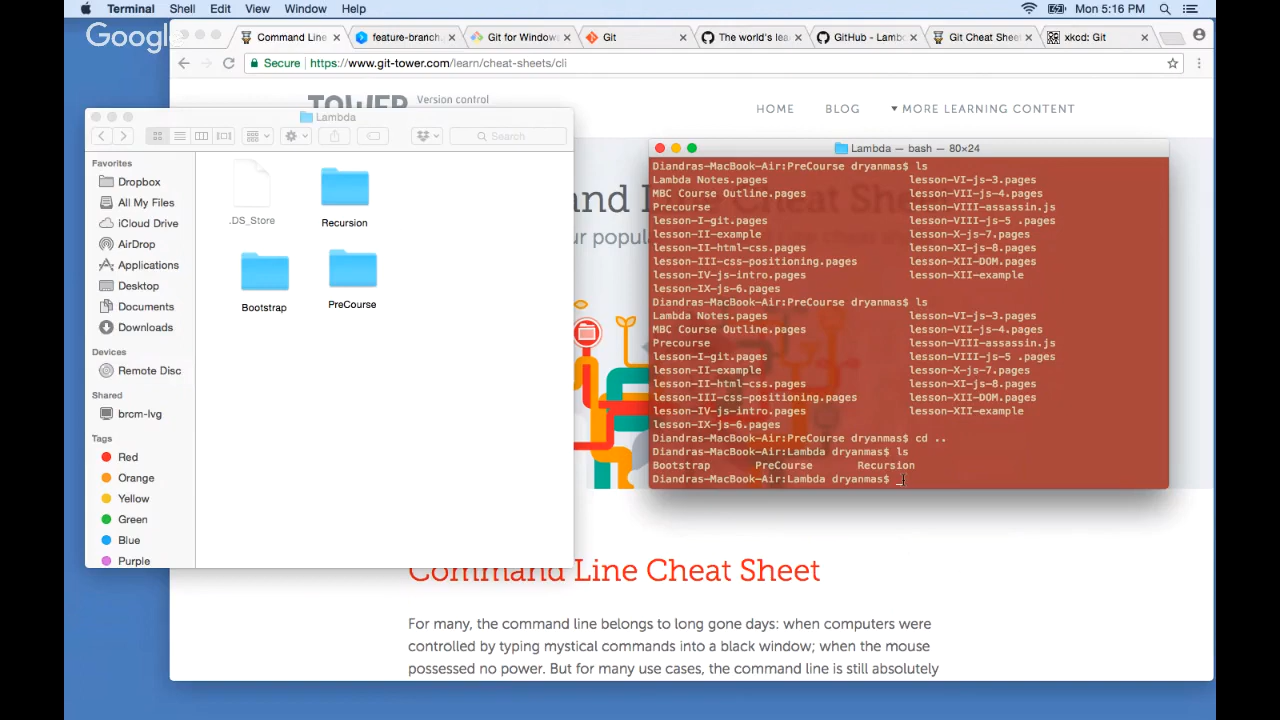 Terminal Shell Edit View Window Help Mon 5:16 PM
Google
Command Line feature-branch. Git for Window Git The world's lea GitHub - Lamb Git Cheat Shee xkcd: Git
Secure https://www.git-tower.com/learn/cheat-sheets/cli
TOWER Version control HOME BLOG MORE LEARNING CONTENT
Lambda
Search
Favorites
Dropbox
All My Files
iCloud Drive
AirDrop
Applications
Desktop
Documents
Downloads
Devices
Remote Disc
Shared
brcm-lvg
Tags
Red
Orange
Yellow
Green
Blue
Purple
.DS_Store Recursion
Bootstrap PreCourse
Lambda — bash — 80×24
Diandras-MacBook-Air:PreCourse dryanmas$ ls
Lambda Notes.pages lesson-VI-js-3.pages
MBC Course Outline.pages lesson-VII-js-4.pages
Precourse lesson-VIII-assassin.js
lesson-I-git.pages lesson-VIII-js-5 .pages
lesson-II-example lesson-X-js-7.pages
lesson-II-html-css.pages lesson-XI-js-8.pages
lesson-III-css-positioning.pages lesson-XII-DOM.pages
lesson-IV-js-intro.pages lesson-XII-example
lesson-IX-js-6.pages
Diandras-MacBook-Air:PreCourse dryanmas$ ls
Lambda Notes.pages lesson-VI-js-3.pages
MBC Course Outline.pages lesson-VII-js-4.pages
Precourse lesson-VIII-assassin.js
lesson-I-git.pages lesson-VIII-js-5 .pages
lesson-II-example lesson-X-js-7.pages
lesson-II-html-css.pages lesson-XI-js-8.pages
lesson-III-css-positioning.pages lesson-XII-DOM.pages
lesson-IV-js-intro.pages lesson-XII-example
lesson-IX-js-6.pages
Diandras-MacBook-Air:PreCourse dryanmas$ cd ..
Diandras-MacBook-Air:Lambda dryanmas$ ls
Bootstrap PreCourse Recursion
Diandras-MacBook-Air:Lambda dryanmas$ _
Command Line Cheat Sheet
For many, the command line belongs to long gone days: when computers were
controlled by typing mystical commands into a black window; when the mouse
possessed no power. But for many use cases, the command line is still absolutely